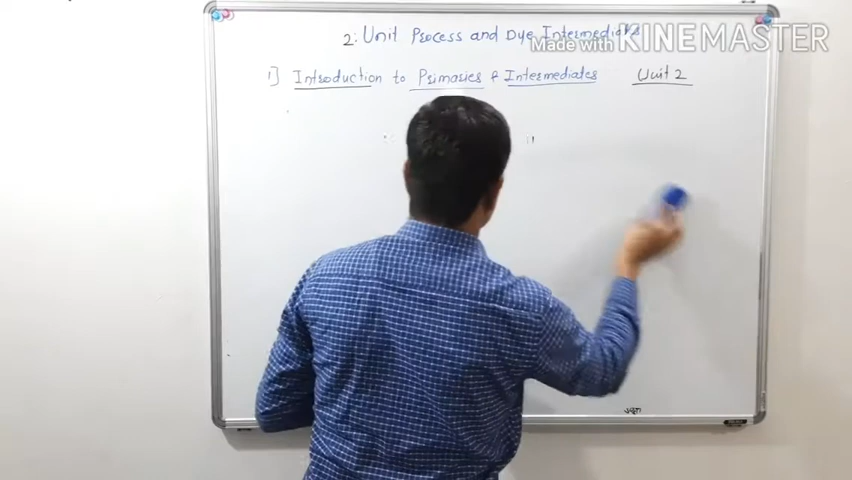 2: Unit Process and Dye Intermediates
Made with KINEMASTER
1] Introduction to Primaries & Intermediates Unit 2